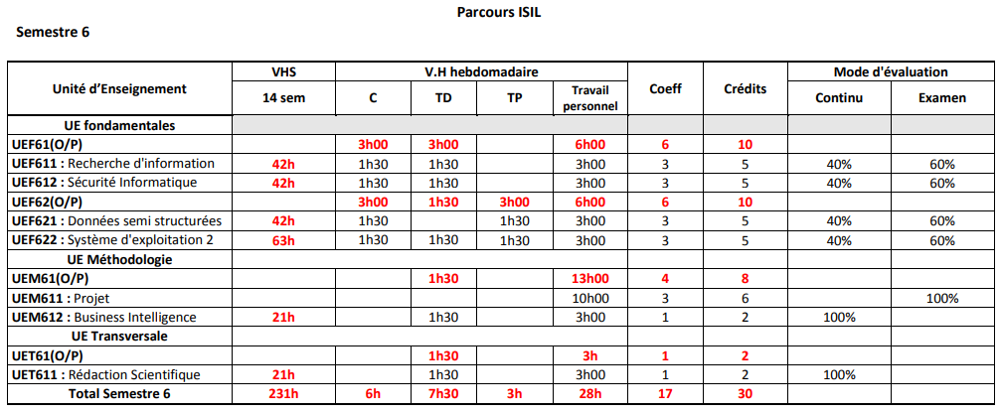 Parcours ISIL
Semestre 6
Unité d'Enseignement VHS V.H hebdomadaire Coeff Crédits Mode d'évaluation
14 sem C TD TP Travail personnel Continu Examen
UE fondamentales
UEF61(O/P) 3h00 3h00 6h00 6 10
UEF611 : Recherche d'information 42h 1h30 1h30 3h00 3 5 40% 60%
UEF612 : Sécurité Informatique 42h 1h30 1h30 3h00 3 5 40% 60%
UEF62(O/P) 3h00 1h30 3h00 6h00 6 10
UEF621 : Données semi structurées 42h 1h30 1h30 3h00 3 5 40% 60%
UEF622 : Système d'exploitation 2 63h 1h30 1h30 1h30 3h00 3 5 40% 60%
UE Méthodologie
UEM61(O/P) 1h30 13h00 4 8
UEM611 : Projet 10h00 3 6 100%
UEM612 : Business Intelligence 21h 1h30 3h00 1 2 100%
UE Transversale
UET61(O/P) 1h30 3h 1 2
UET611 : Rédaction Scientifique 21h 1h30 3h00 1 2 100%
Total Semestre 6 231h 6h 7h30 3h 28h 17 30